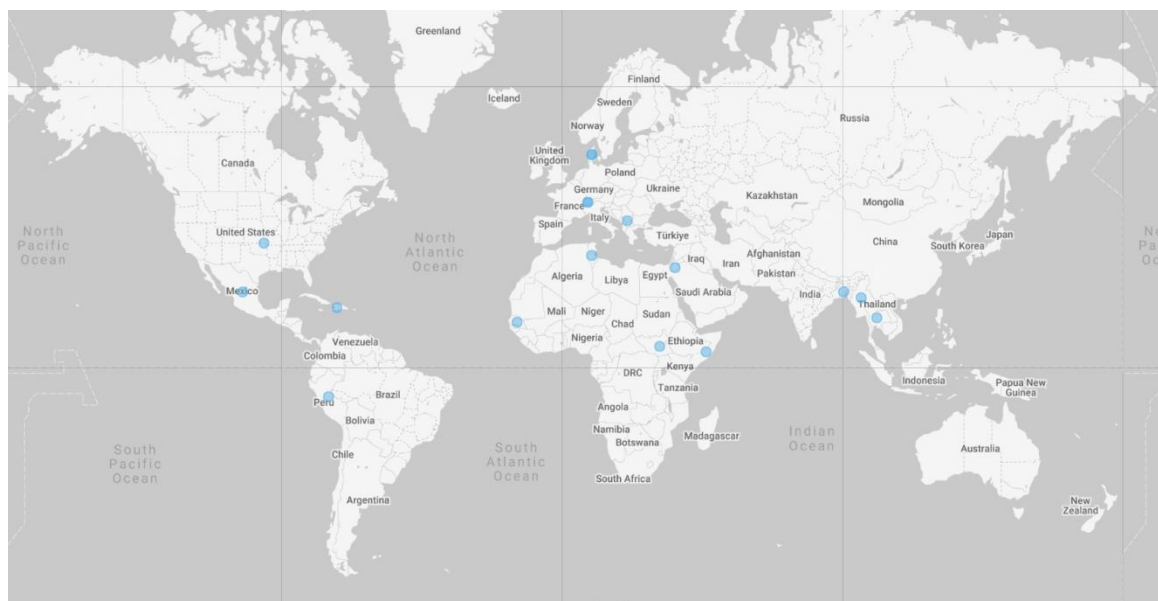 Greenland
Iceland
Finland
Sweden
Norway
Russia
United
Kingdom
Canada
Poland
Germany
Ukraine
Kazakhstan
France
Mongolia
Italy
Spain
United States
Türkiye
North
Pacific
Ocean
North
Atlantic
Ocean
China
South Korea
Japan
Iraq
Iran
Afghanistan
Pakistan
Algeria
Libya
Egypt
Saudi Arabia
India
Mexico
Thailand
Mali
Niger
Chad
Sudan
Nigeria
Ethiopia
Venezuela
Colombia
DRC
Kenya
Tanzania
Indonesia
Papua New
Guinea
Peru
Brazil
Bolivia
Angola
Namibia
Botswana
Madagascar
Indian
Ocean
South
Pacific
Ocean
Chile
South
Atlantic
Ocean
Australia
South Africa
Argentina
New
Zealand